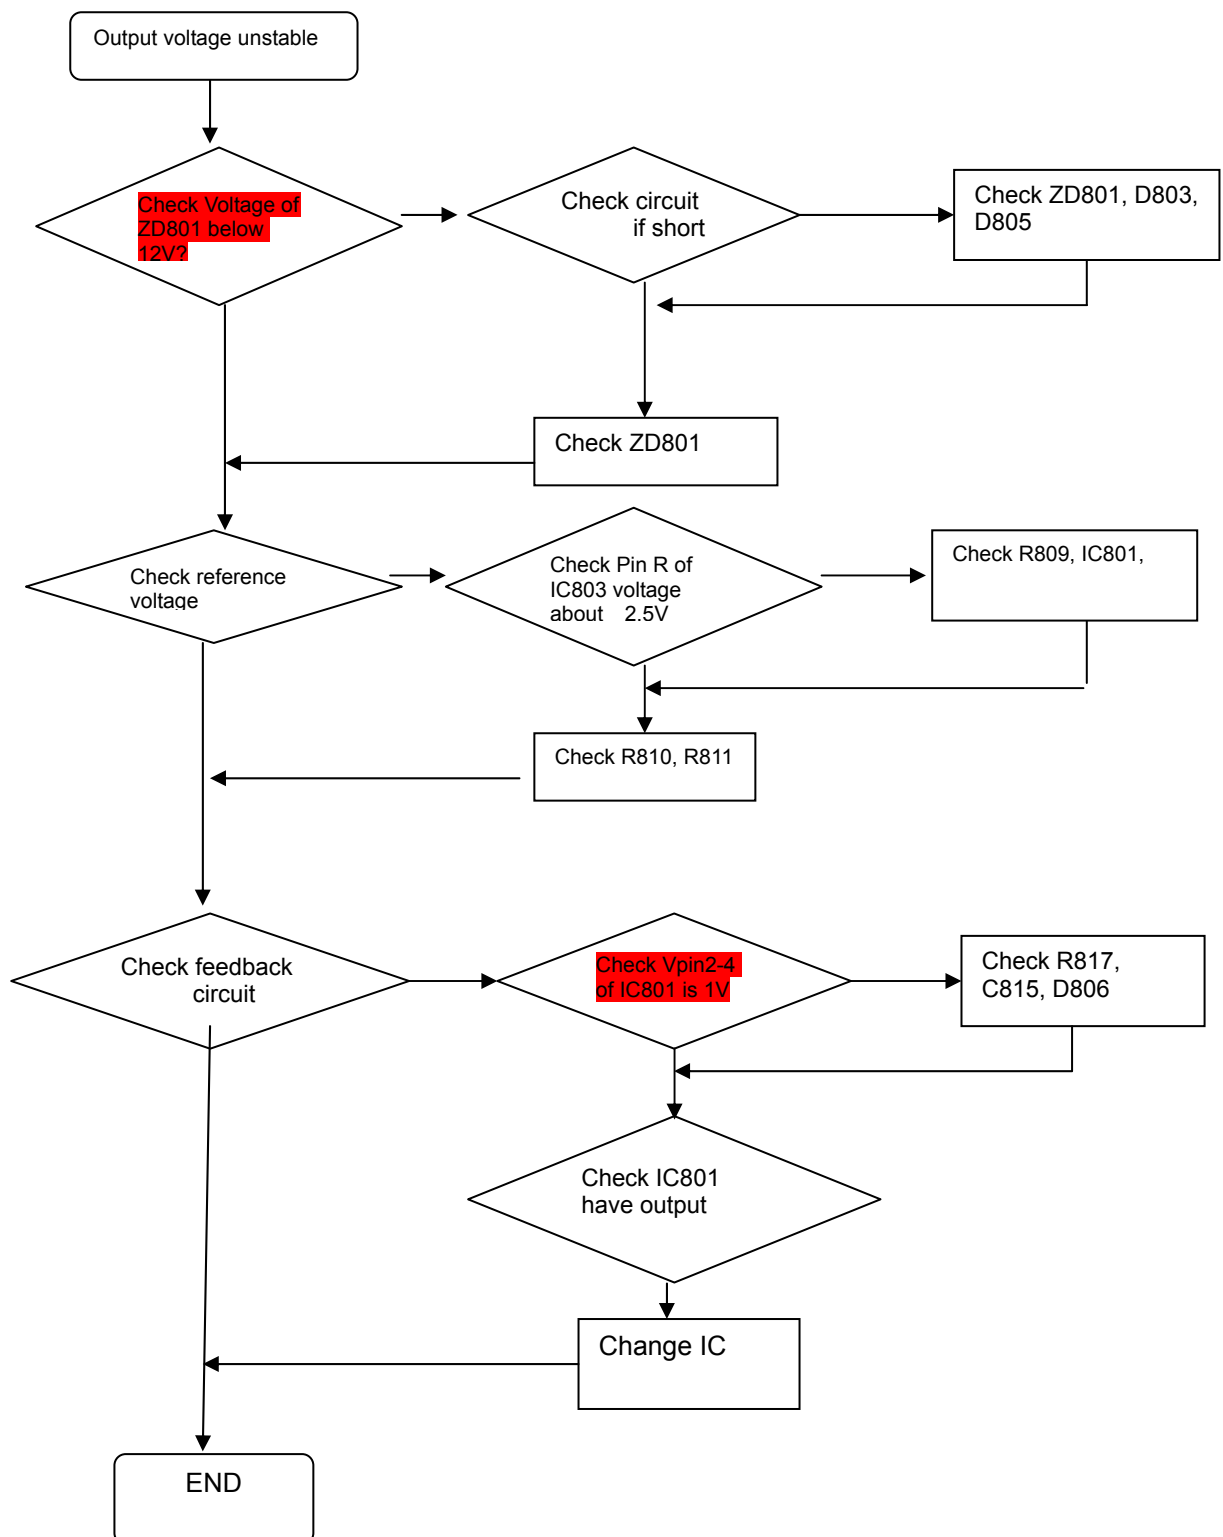 Output voltage unstable
Check Voltage of
ZD801 below
12V?
Check circuit
if short
Check ZD801, D803,
D805
Check ZD801
Check reference
voltage
Check Pin R of
IC803 voltage
about 2.5V
Check R809, IC801,
Check R810, R811
Check feedback
circuit
Check Vpin2-4
of IC801 is 1V
Check R817,
C815, D806
Check IC801
have output
Change IC
END